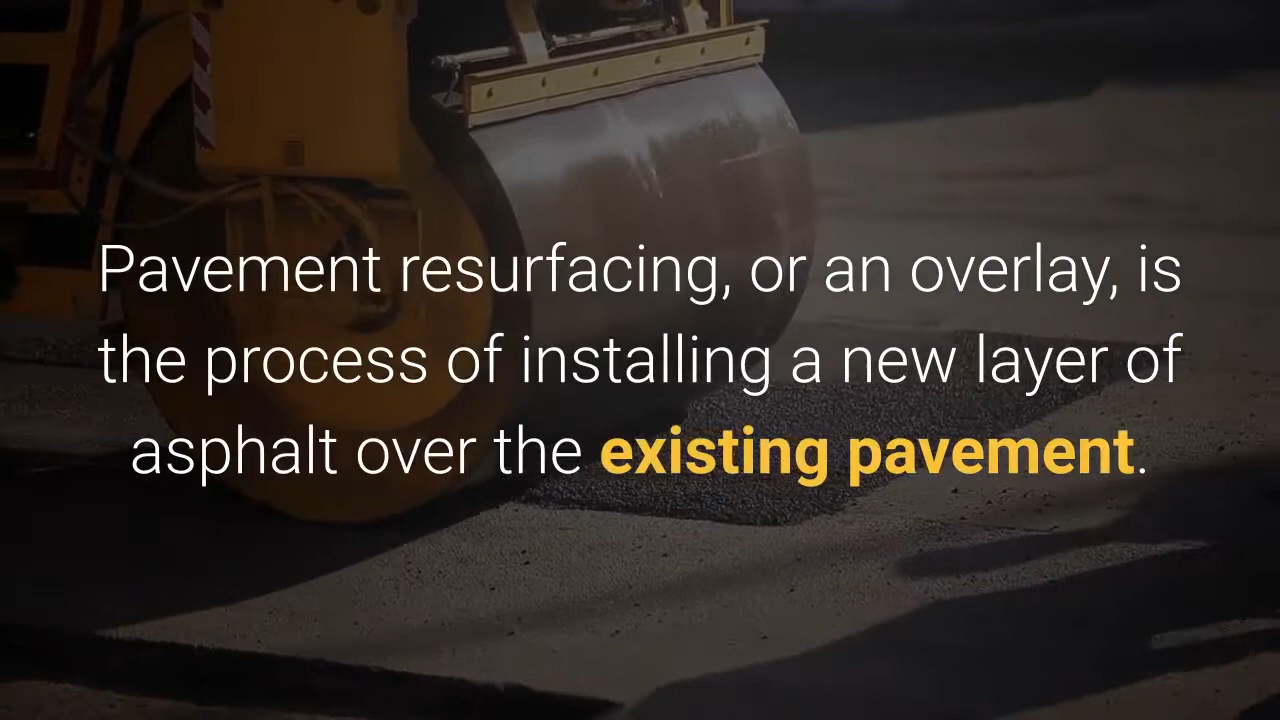 Pavement resurfacing, or an overlay, is
the process of installing a new layer of
asphalt over the existing pavement.